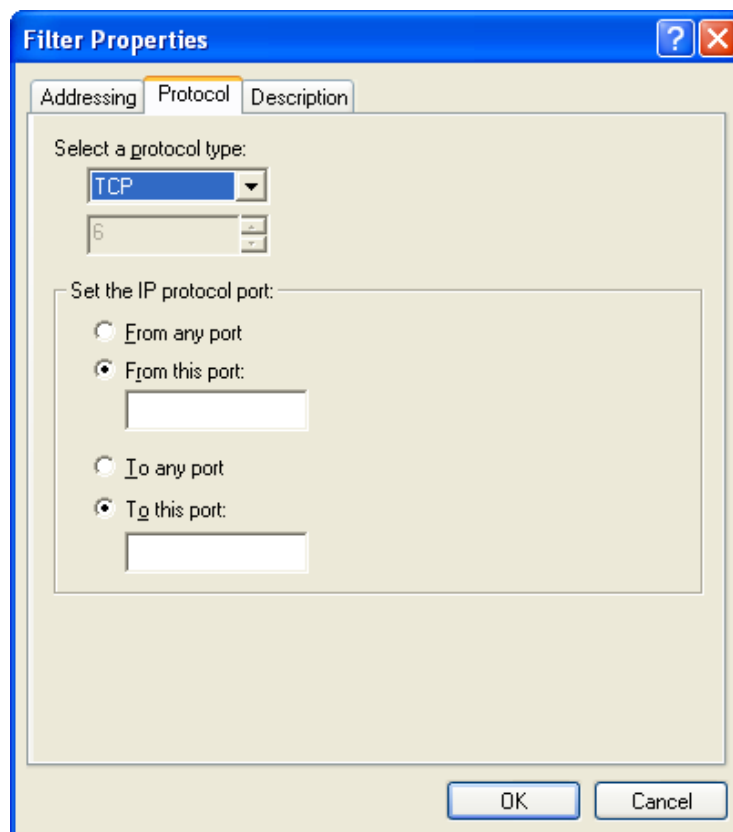 Filter Properties
Addressing Protocol Description
Select a protocol type:
TCP
6
Set the IP protocol port:
From any port
From this port:
To any port
To this port:
OK Cancel